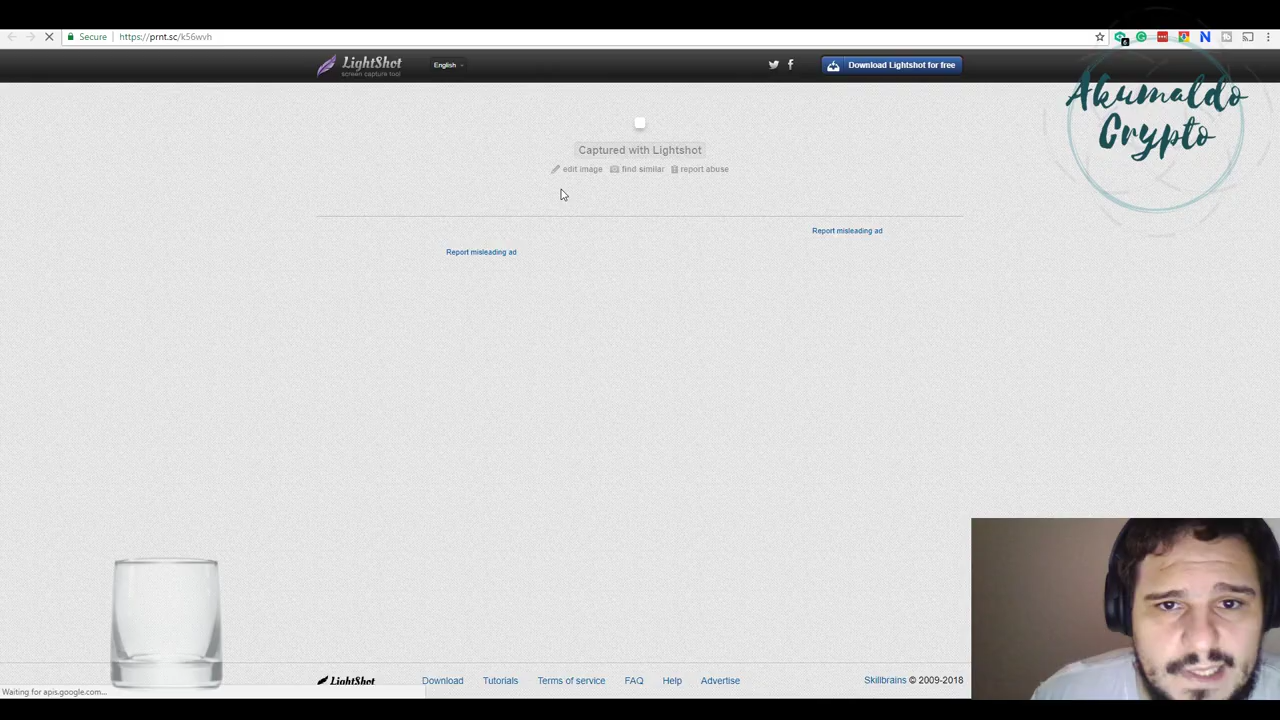 Secure https://prnt.sc/k56wvh
6
LightShot
screen capture tool
English
Download Lightshot for free
Akumaldo
Crypto
Captured with Lightshot
edit image find similar report abuse
Report misleading ad
Report misleading ad
LightShot Download Tutorials Terms of service FAQ Help Advertise Skillbrains © 2009-2018
Waiting for apis.google.com...